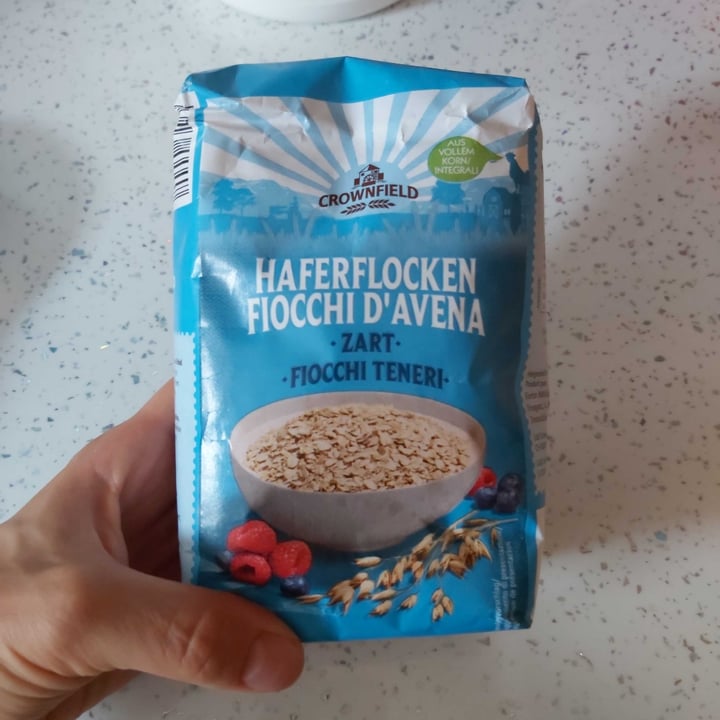 AUS
VOLLEM
KORN/
INTEGRALI
CROWNFIELD
HAFERFLOCKEN
FIOCCHI D'AVENA
· ZART ·
· FIOCCHI TENERI ·